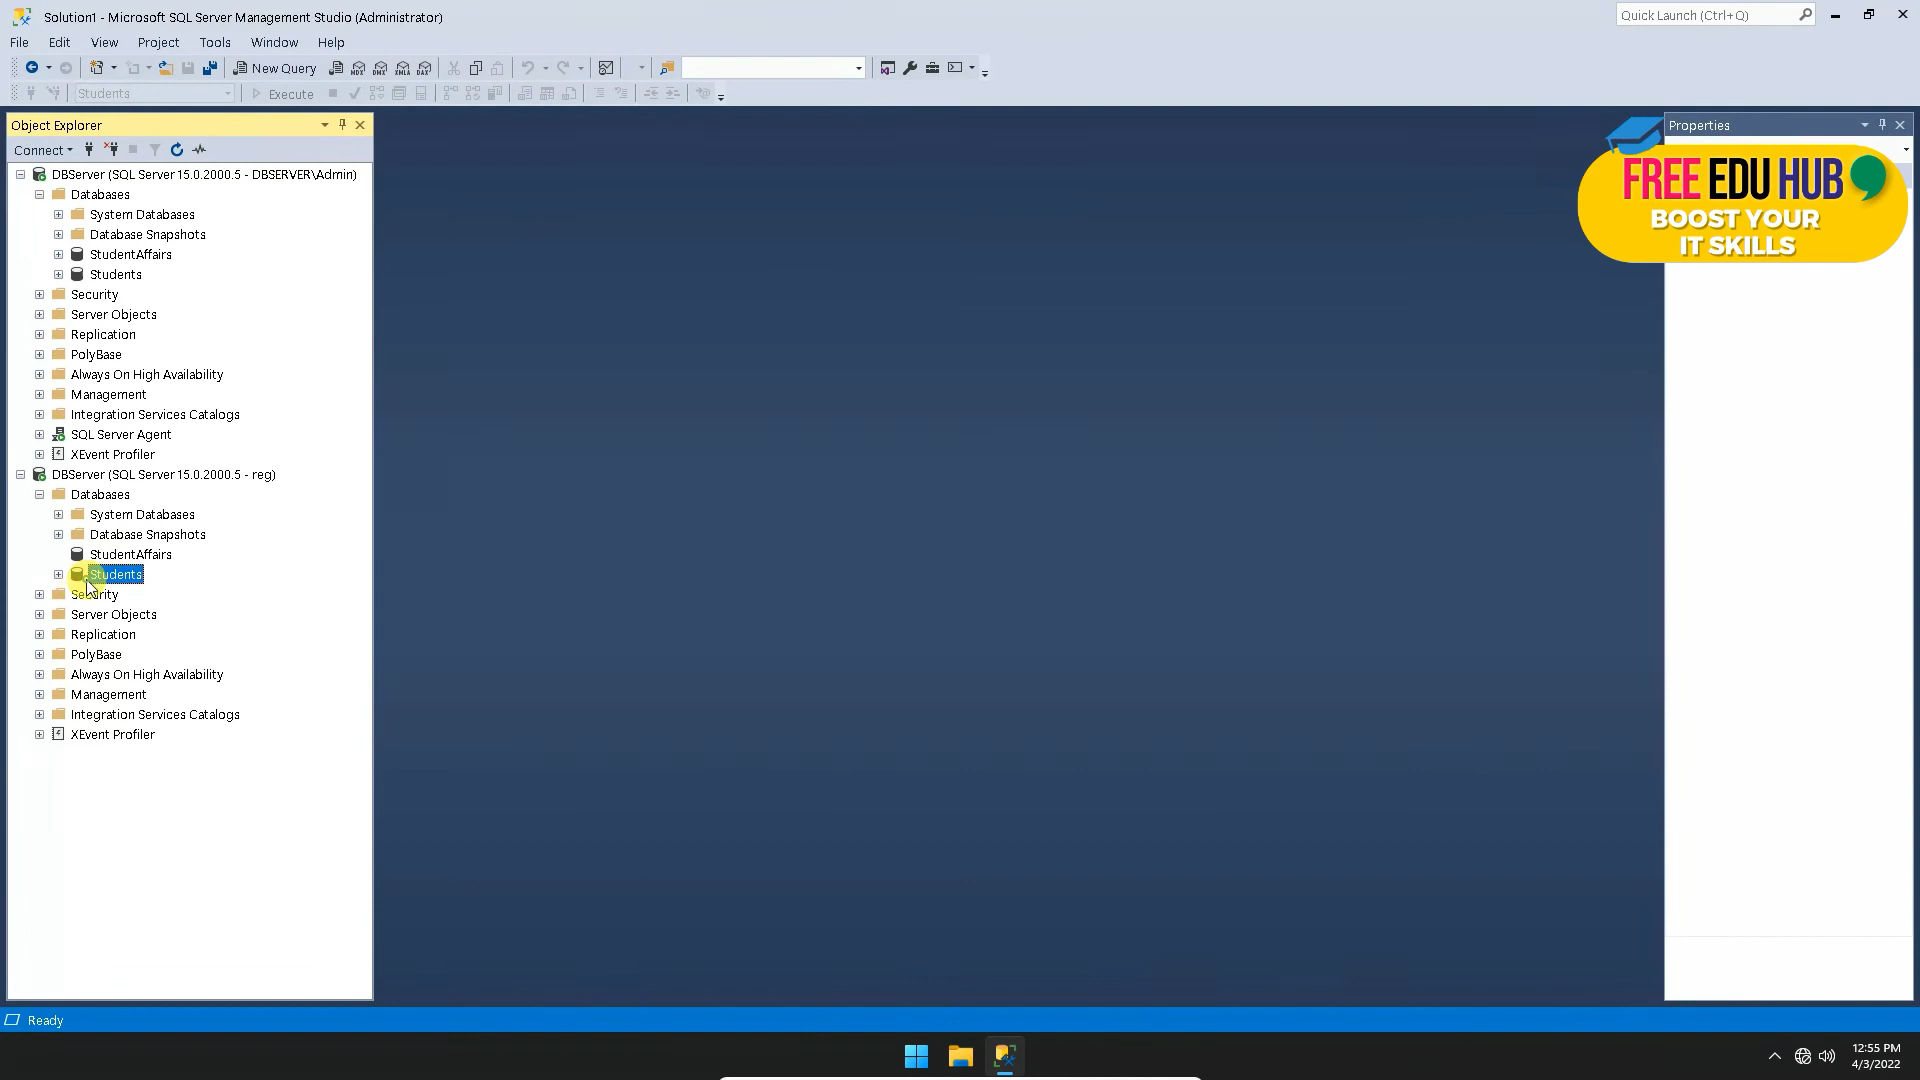 Solution1 - Microsoft SQL Server Management Studio (Administrator)
Quick Launch (Ctrl+Q)
File Edit View Project Tools Window Help
New Query MDX DMX XMLA DAX
Students Execute
Object Explorer
Properties
Connect
DBServer (SQL Server 15.0.2000.5 - DBSERVER\Admin)
Databases
System Databases
Database Snapshots
StudentAffairs
Students
Security
Server Objects
Replication
PolyBase
Always On High Availability
Management
Integration Services Catalogs
SQL Server Agent
XEvent Profiler
DBServer (SQL Server 15.0.2000.5 - reg)
Databases
System Databases
Database Snapshots
StudentAffairs
Students
Security
Server Objects
Replication
PolyBase
Always On High Availability
Management
Integration Services Catalogs
XEvent Profiler
FREE EDU HUB
BOOST YOUR
IT SKILLS
Ready
12:55 PM
4/3/2022